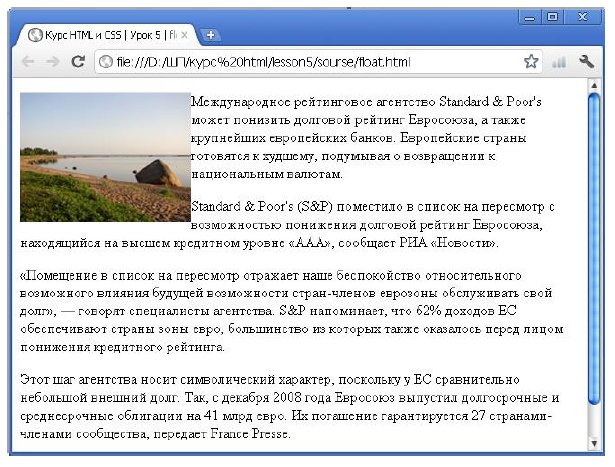 Курс HTML и CSS | Урок 5 | fl
file:///D:/ШП/курс%20html/lesson5/sourse/float.html
Международное рейтинговое агентство Standard & Poor's
может понизить долговой рейтинг Евросоюза, а также
крупнейших европейских банков. Европейские страны
готовятся к худшему, подумывая о возвращении к
национальным валютам.
Standard & Poor's (S&P) поместило в список на пересмотр с
возможностью понижения долговой рейтинг Евросоюза,
находящийся на высшем кредитном уровне «AAA», сообщает РИА «Новости».
«Помещение в список на пересмотр отражает наше беспокойство относительного
возможного влияния будущей возможности стран-членов еврозоны обслуживать свой
долг», — говорят специалисты агентства. S&P напоминает, что 62% доходов ЕС
обеспечивают страны зоны евро, большинство из которых также оказалось перед лицом
понижения кредитного рейтинга.
Этот шаг агентства носит символический характер, поскольку у ЕС сравнительно
небольшой внешний долг. Так, с декабря 2008 года Евросоюз выпустил долгосрочные и
среднесрочные облигации на 41 млрд евро. Их погашение гарантируется 27 странами-
членами сообщества, передает France Presse.